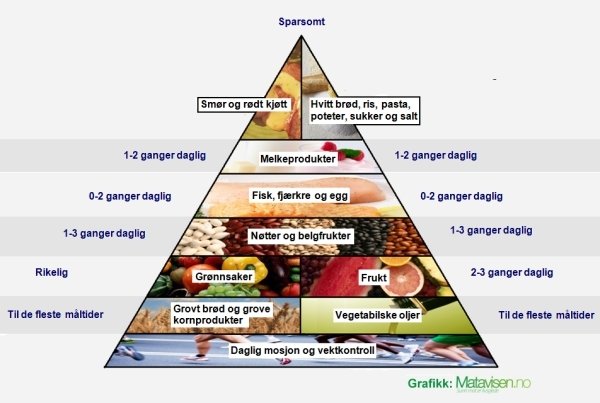 Sparsomt
Smør og rødt kjøtt
Hvitt brød, ris, pasta,
poteter, sukker og salt
1-2 ganger daglig
Melkeprodukter
1-2 ganger daglig
0-2 ganger daglig
Fisk, fjærkre og egg
0-2 ganger daglig
1-3 ganger daglig
Nøtter og belgfrukter
1-3 ganger daglig
Rikelig
Grønnsaker
Frukt
2-3 ganger daglig
Til de fleste måltider
Grovt brød og grove
kornprodukter
Vegetabilske oljer
Til de fleste måltider
Daglig mosjon og vektkontroll
Grafikk: Matavisen.no